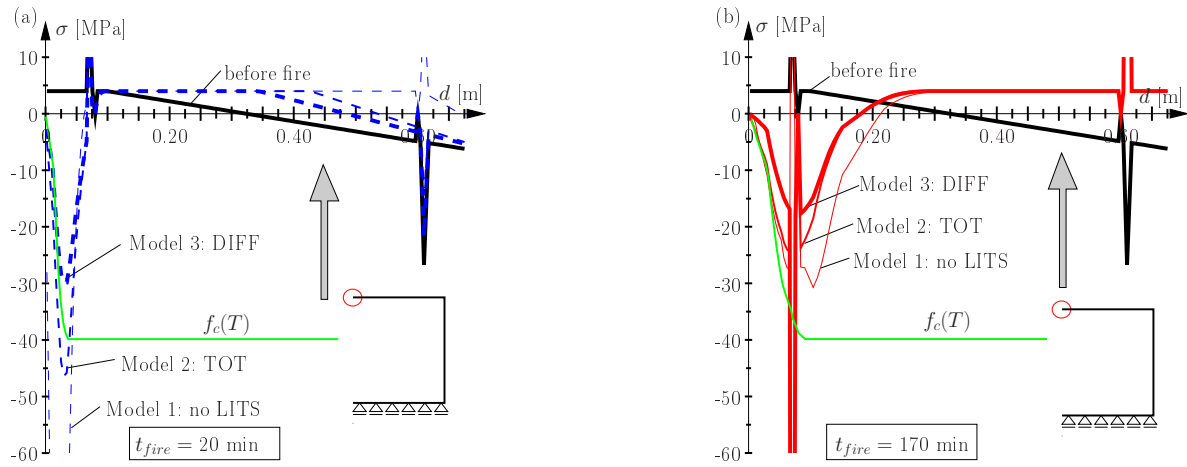 (a)
σ [MPa]
10
before fire
d [m]
0
0
0.20
0.40
0.60
-10
-20
Model 3: DIFF
-30
f_c(T)
-40
Model 2: TOT
-50
Model 1: no LITS
-60
t_fire = 20 min
(b)
σ [MPa]
10
before fire
d [m]
0
0
0.20
0.40
0.60
-10
Model 3: DIFF
-20
Model 2: TOT
Model 1: no LITS
-30
f_c(T)
-40
-50
-60
t_fire = 170 min